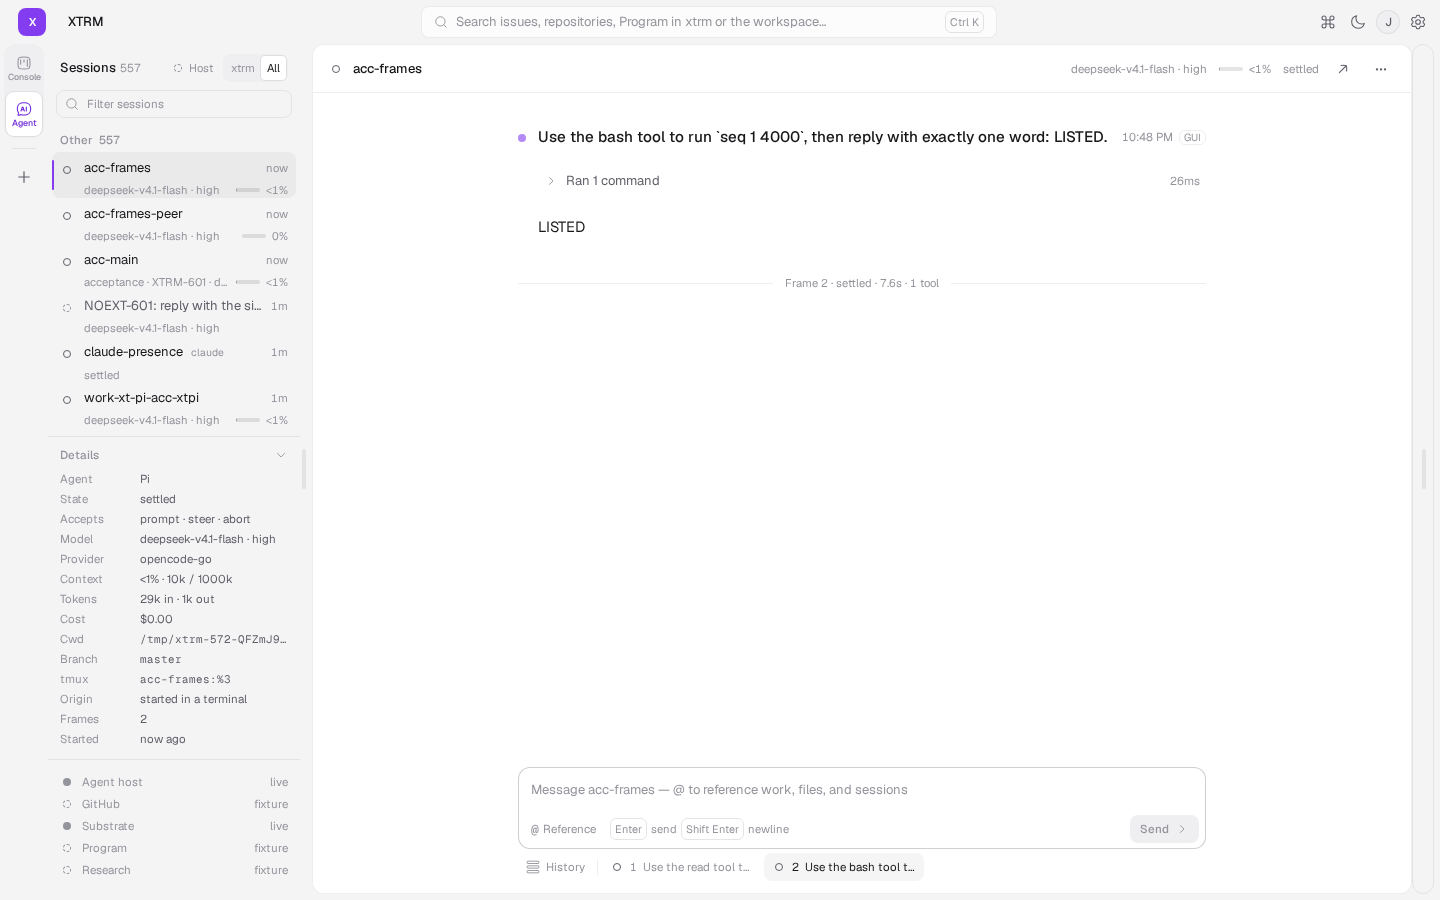 X XTRM Search issues, repositories, Program in xtrm or the workspace... Ctrl K J
Console
Agent
Sessions 557 Host xtrm All
Filter sessions
Other 557
acc-frames now
deepseek-v4.1-flash · high <1%
acc-frames-peer now
deepseek-v4.1-flash · high 0%
acc-main now
acceptance · XTRM-601 · d... <1%
NOEXT-601: reply with the si... 1m
deepseek-v4.1-flash · high
claude-presence claude 1m
settled
work-xt-pi-acc-xtpi 1m
deepseek-v4.1-flash · high <1%
Details
Agent Pi
State settled
Accepts prompt · steer · abort
Model deepseek-v4.1-flash · high
Provider opencode-go
Context <1% · 10k / 1000k
Tokens 29k in · 1k out
Cost $0.00
Cwd /tmp/xtrm-572-QFZmJ9...
Branch master
tmux acc-frames:%3
Origin started in a terminal
Frames 2
Started now ago
Agent host live
GitHub fixture
Substrate live
Program fixture
Research fixture
acc-frames deepseek-v4.1-flash · high <1% settled
Use the bash tool to run `seq 1 4000`, then reply with exactly one word: LISTED. 10:48 PM GUI
Ran 1 command 26ms
LISTED
Frame 2 · settled · 7.6s · 1 tool
Message acc-frames — @ to reference work, files, and sessions
@ Reference Enter send Shift Enter newline Send
History 1 Use the read tool t... 2 Use the bash tool t...